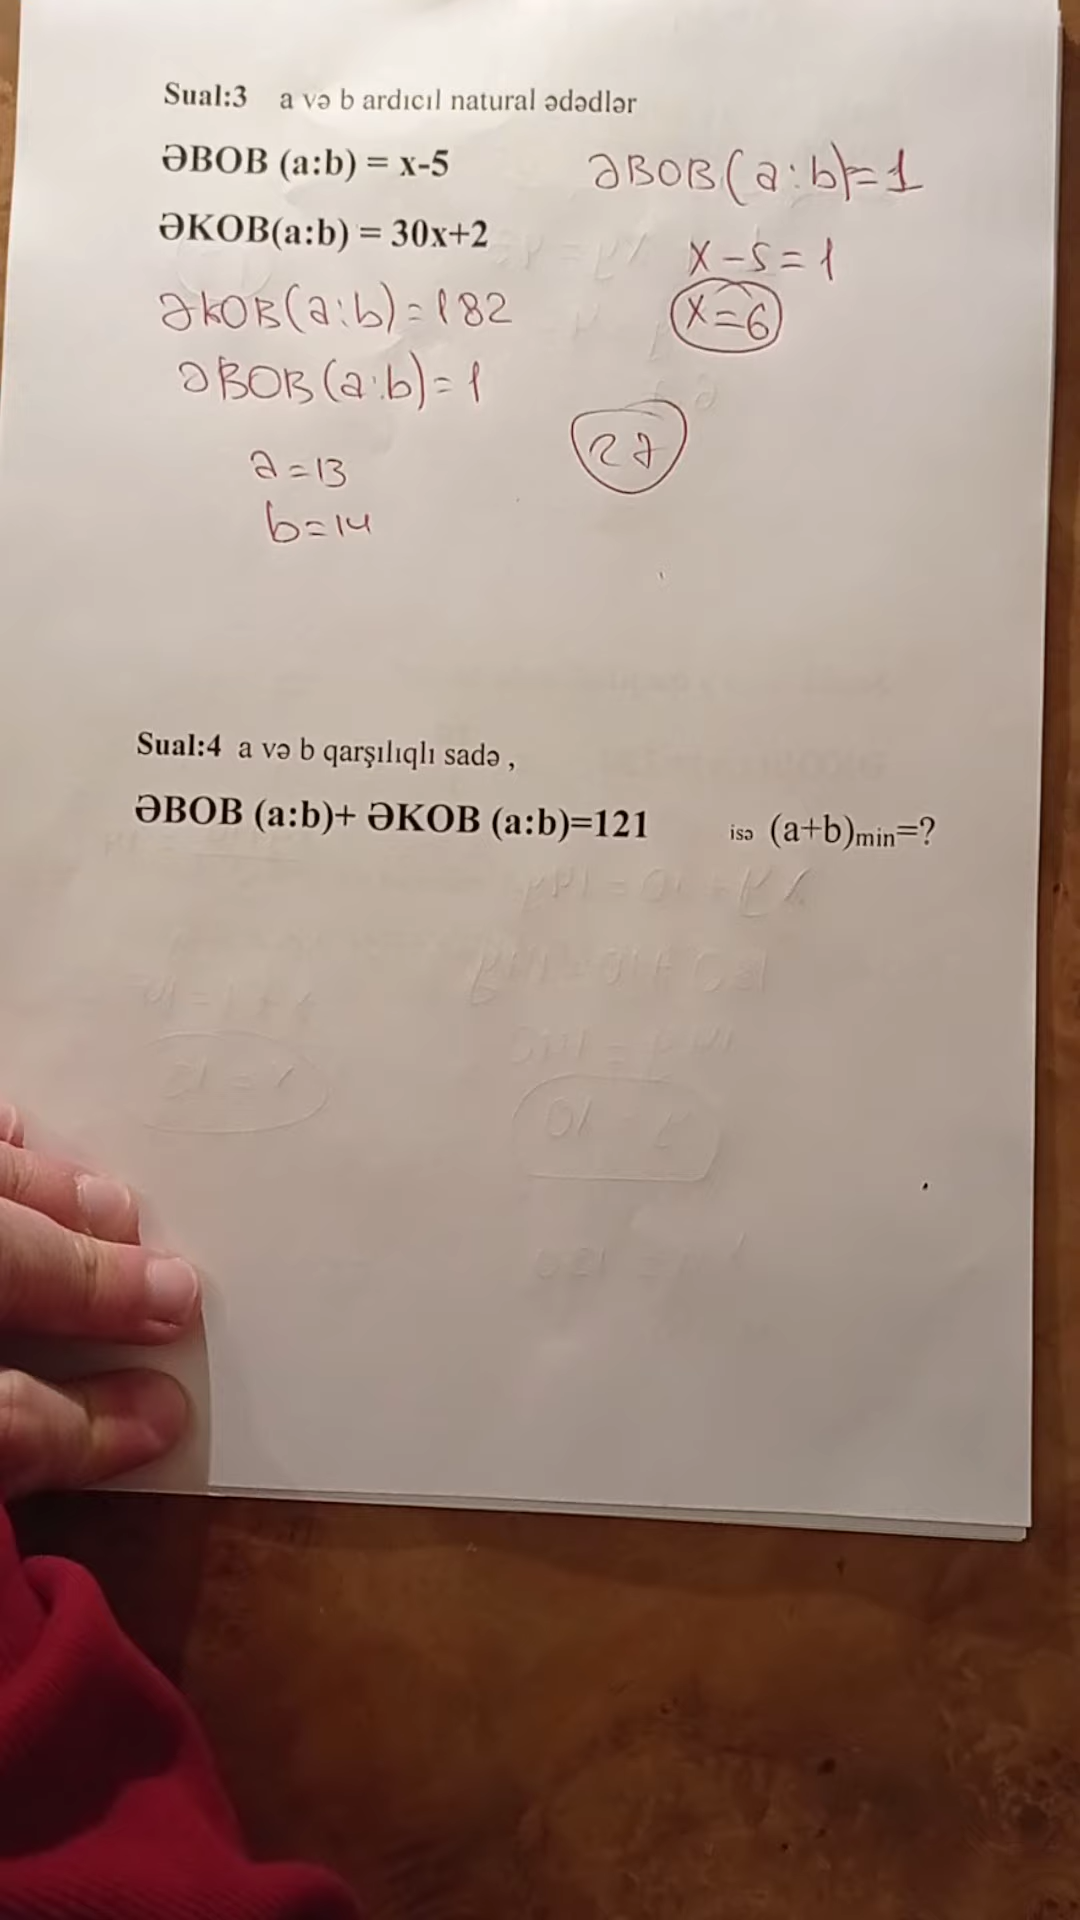 Sual:3 a və b ardıcıl natural ədədlər
ƏBOB (a:b) = x-5
ƏBOB(a:b)=1
ƏKOB(a:b) = 30x+2
x-5=1
ƏKOB(a:b)=182
x=6
ƏBOB(a:b)=1
27
a=13
b=14
Sual:4 a və b qarşılıqlı sadə ,
ƏBOB (a:b)+ ƏKOB (a:b)=121 isə (a+b)min=?